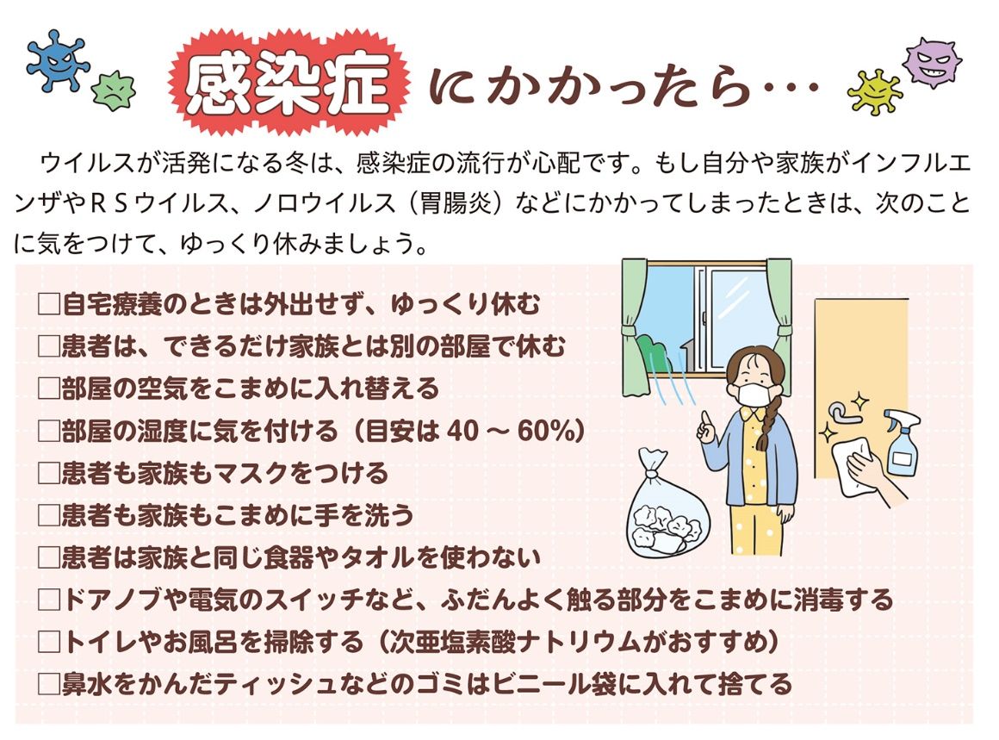 感染症にかかったら…
　ウイルスが活発になる冬は、感染症の流行が心配です。もし自分や家族がインフルエ
ンザやＲＳウイルス、ノロウイルス（胃腸炎）などにかかってしまったときは、次のこと
に気をつけて、ゆっくり休みましょう。
□自宅療養のときは外出せず、ゆっくり休む
□患者は、できるだけ家族とは別の部屋で休む
□部屋の空気をこまめに入れ替える
□部屋の湿度に気を付ける（目安は 40 ～ 60%）
□患者も家族もマスクをつける
□患者も家族もこまめに手を洗う
□患者は家族と同じ食器やタオルを使わない
□ドアノブや電気のスイッチなど、ふだんよく触る部分をこまめに消毒する
□トイレやお風呂を掃除する（次亜塩素酸ナトリウムがおすすめ）
□鼻水をかんだティッシュなどのゴミはビニール袋に入れて捨てる